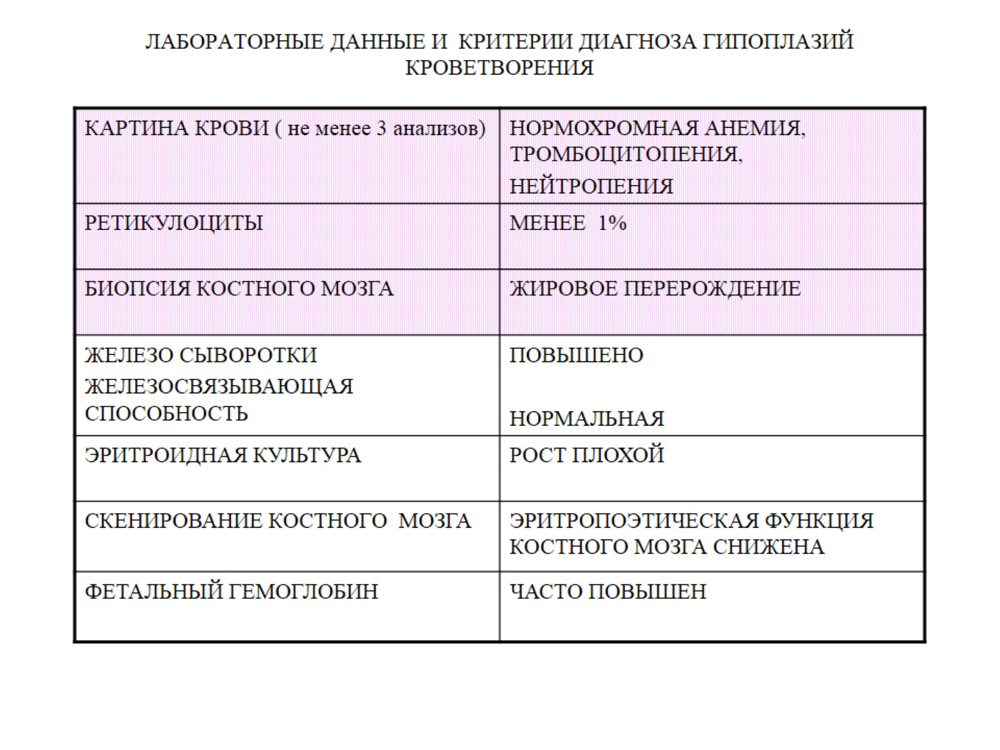 ЛАБОРАТОРНЫЕ ДАННЫЕ И КРИТЕРИИ ДИАГНОЗА ГИПОПЛАЗИЙ
КРОВЕТВОРЕНИЯ
КАРТИНА КРОВИ ( не менее 3 анализов)
НОРМОХРОМНАЯ АНЕМИЯ,
ТРОМБОЦИТОПЕНИЯ,
НЕЙТРОПЕНИЯ
РЕТИКУЛОЦИТЫ
МЕНЕЕ 1%
БИОПСИЯ КОСТНОГО МОЗГА
ЖИРОВОЕ ПЕРЕРОЖДЕНИЕ
ЖЕЛЕЗО СЫВОРОТКИ
ЖЕЛЕЗОСВЯЗЫВАЮЩАЯ
СПОСОБНОСТЬ
ПОВЫШЕНО
НОРМАЛЬНАЯ
ЭРИТРОИДНАЯ КУЛЬТУРА
РОСТ ПЛОХОЙ
СКЕНИРОВАНИЕ КОСТНОГО МОЗГА
ЭРИТРОПОЭТИЧЕСКАЯ ФУНКЦИЯ
КОСТНОГО МОЗГА СНИЖЕНА
ФЕТАЛЬНЫЙ ГЕМОГЛОБИН
ЧАСТО ПОВЫШЕН